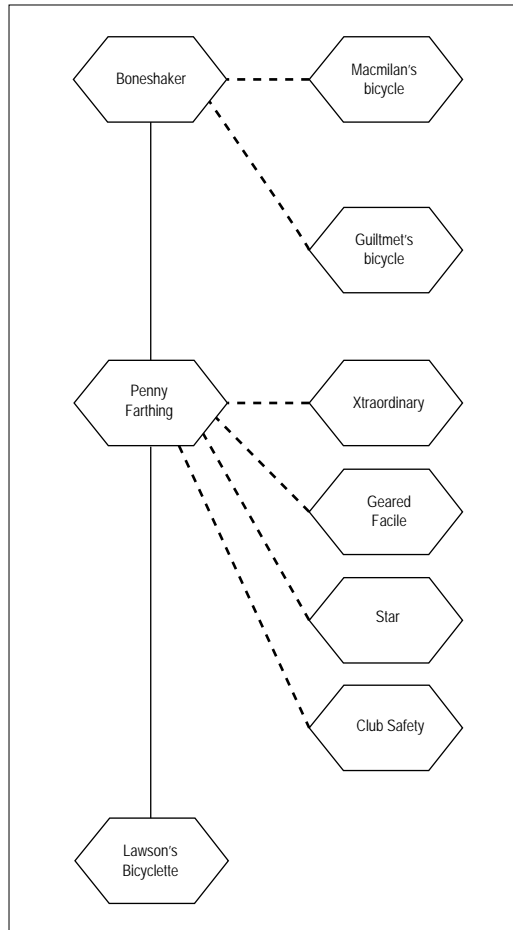 Boneshaker
Macmilan's
bicycle
Guiltmet's
bicycle
Penny
Farthing
Xtraordinary
Geared
Facile
Star
Club Safety
Lawson's
Bicyclette